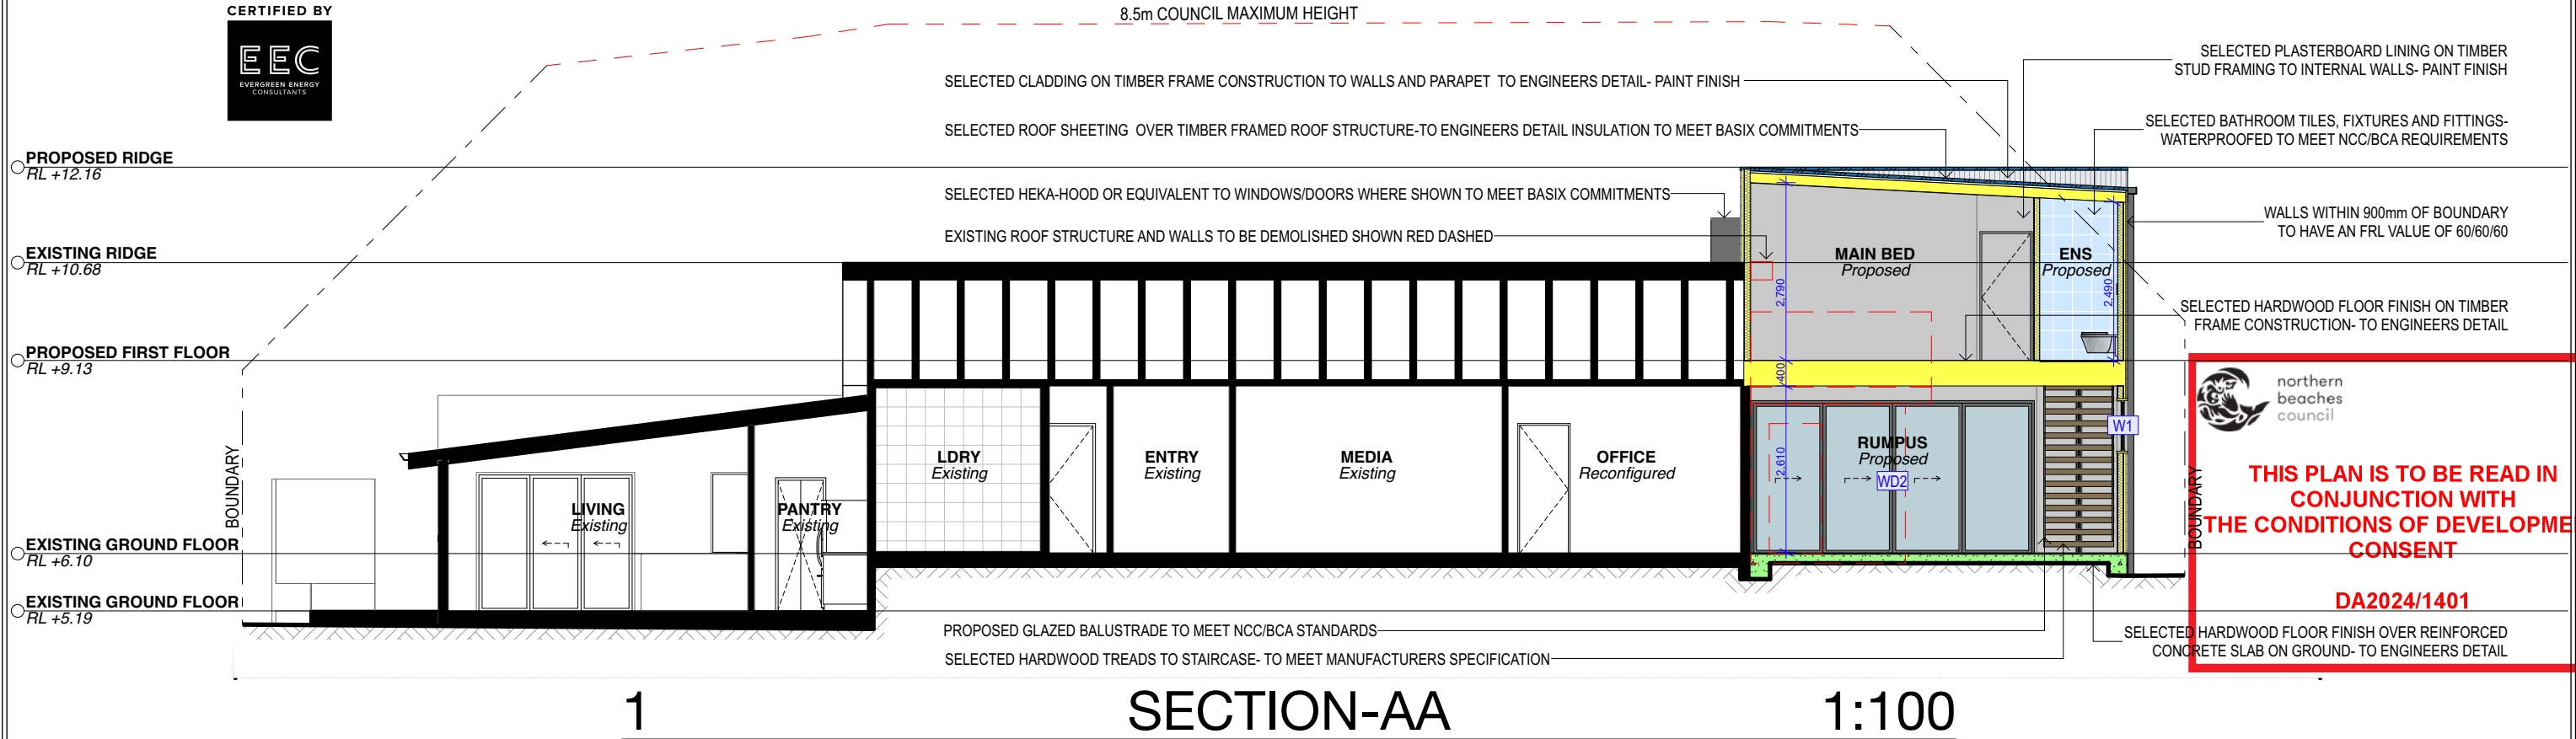 CERTIFIED BY
EEC
EVERGREEN ENERGY
CONSULTANTS
8.5m COUNCIL MAXIMUM HEIGHT
SELECTED PLASTERBOARD LINING ON TIMBER
STUD FRAMING TO INTERNAL WALLS- PAINT FINISH
SELECTED CLADDING ON TIMBER FRAME CONSTRUCTION TO WALLS AND PARAPET TO ENGINEERS DETAIL- PAINT FINISH
SELECTED ROOF SHEETING OVER TIMBER FRAMED ROOF STRUCTURE-TO ENGINEERS DETAIL INSULATION TO MEET BASIX COMMITMENTS
SELECTED BATHROOM TILES, FIXTURES AND FITTINGS-
WATERPROOFED TO MEET NCC/BCA REQUIREMENTS
PROPOSED RIDGE
RL +12.16
SELECTED HEKA-HOOD OR EQUIVALENT TO WINDOWS/DOORS WHERE SHOWN TO MEET BASIX COMMITMENTS
WALLS WITHIN 900mm OF BOUNDARY
TO HAVE AN FRL VALUE OF 60/60/60
EXISTING ROOF STRUCTURE AND WALLS TO BE DEMOLISHED SHOWN RED DASHED
EXISTING RIDGE
RL +10.68
MAIN BED
Proposed
ENS
Proposed
2,790
2,490
SELECTED HARDWOOD FLOOR FINISH ON TIMBER
FRAME CONSTRUCTION- TO ENGINEERS DETAIL
PROPOSED FIRST FLOOR
RL +9.13
400
northern
beaches
council
W1
BOUNDARY
LIVING
Existing
PANTRY
Existing
LDRY
Existing
ENTRY
Existing
MEDIA
Existing
OFFICE
Reconfigured
2,610
RUMPUS
Proposed
WD2
BOUNDARY
THIS PLAN IS TO BE READ IN
CONJUNCTION WITH
THE CONDITIONS OF DEVELOPME
CONSENT
DA2024/1401
EXISTING GROUND FLOOR
RL +6.10
EXISTING GROUND FLOOR
RL +5.19
PROPOSED GLAZED BALUSTRADE TO MEET NCC/BCA STANDARDS
SELECTED HARDWOOD TREADS TO STAIRCASE- TO MEET MANUFACTURERS SPECIFICATION
SELECTED HARDWOOD FLOOR FINISH OVER REINFORCED
CONCRETE SLAB ON GROUND- TO ENGINEERS DETAIL
1 SECTION-AA 1:100